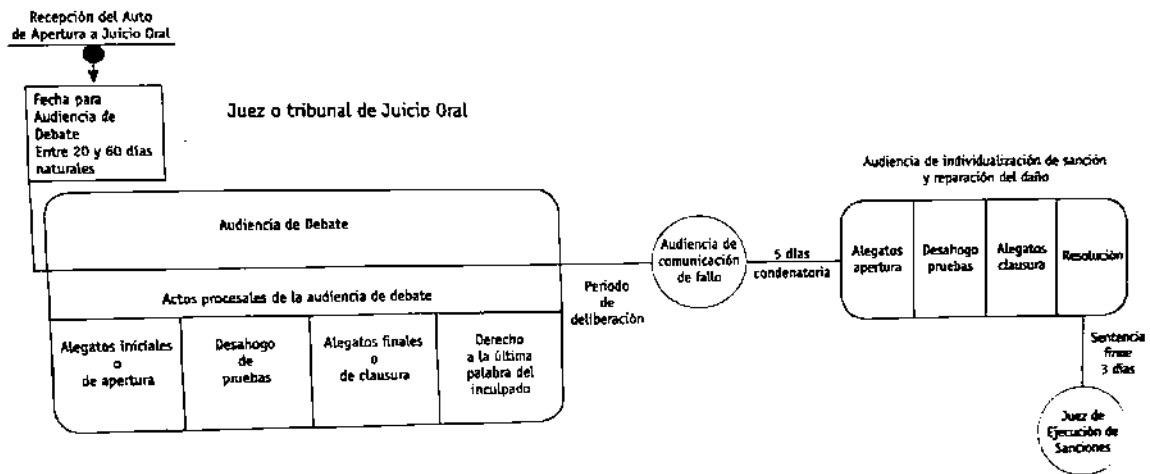 Recepción del Auto
de Apertura a Juicio Oral
Fecha para
Audiencia de
Debate
Entre 20 y 60 días
naturales
Juez o tribunal de Juicio Oral
Audiencia de Debate
Actos procesales de la audiencia de debate
Alegatos iniciales
o
de apertura
Desahogo
de
pruebas
Alegatos finales
o
de clausura
Derecho
a la última
palabra del
inculpado
Periodo
de
deliberación
Audiencia de
comunicación
de fallo
5 días
condenatoria
Audiencia de individualización de sanción
y reparación del daño
Alegatos
apertura
Desahogo
pruebas
Alegatos
clausura
Resolución
Sentencia
firme
3 días
Juez de
Ejecución de
Sanciones